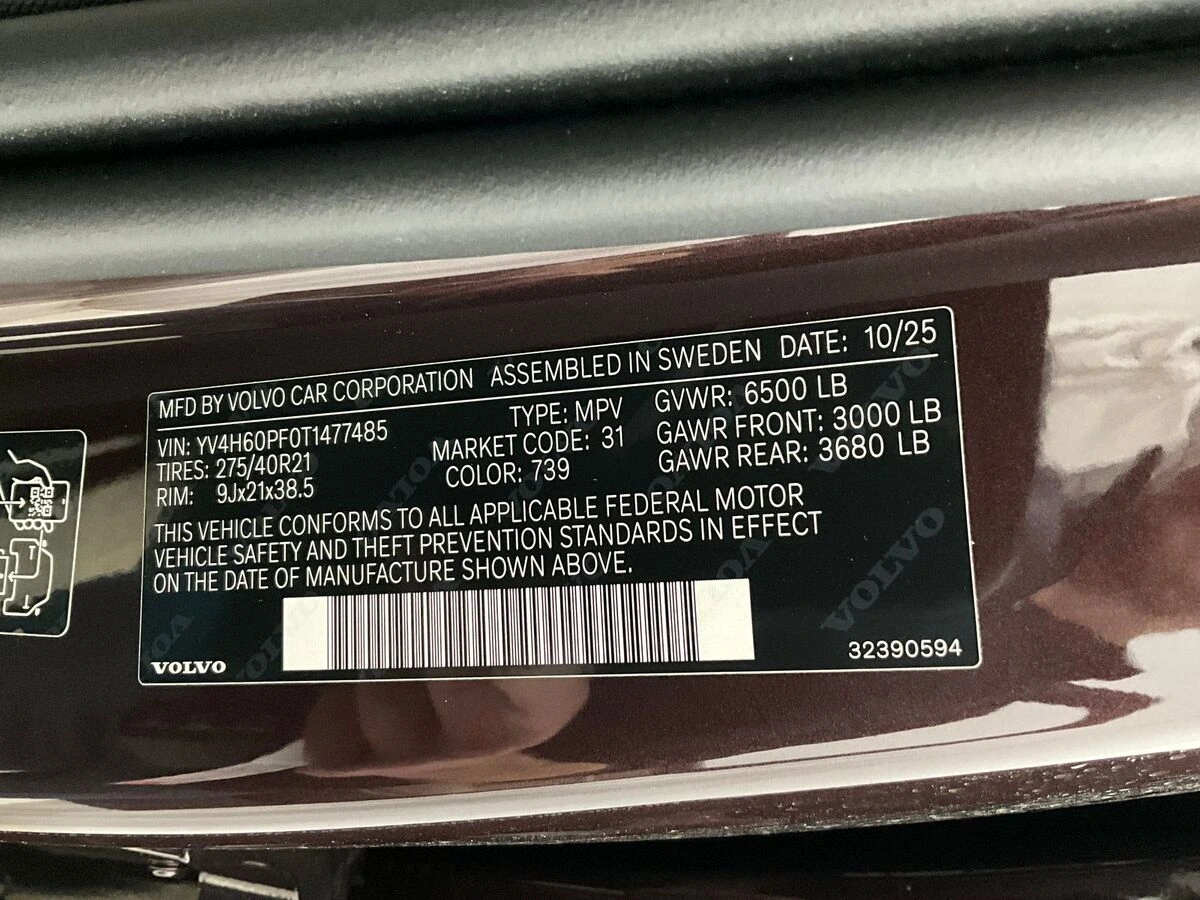 MFD BY VOLVO CAR CORPORATION ASSEMBLED IN SWEDEN DATE: 10/25
VIN: YV4H60PF0T1477485 TYPE: MPV GVWR: 6500 LB
TIRES: 275/40R21 MARKET CODE: 31 GAWR FRONT: 3000 LB
RIM: 9Jx21x38.5 COLOR: 739 GAWR REAR: 3680 LB
THIS VEHICLE CONFORMS TO ALL APPLICABLE FEDERAL MOTOR
VEHICLE SAFETY AND THEFT PREVENTION STANDARDS IN EFFECT
ON THE DATE OF MANUFACTURE SHOWN ABOVE.
VOLVO
VOLVO 32390594